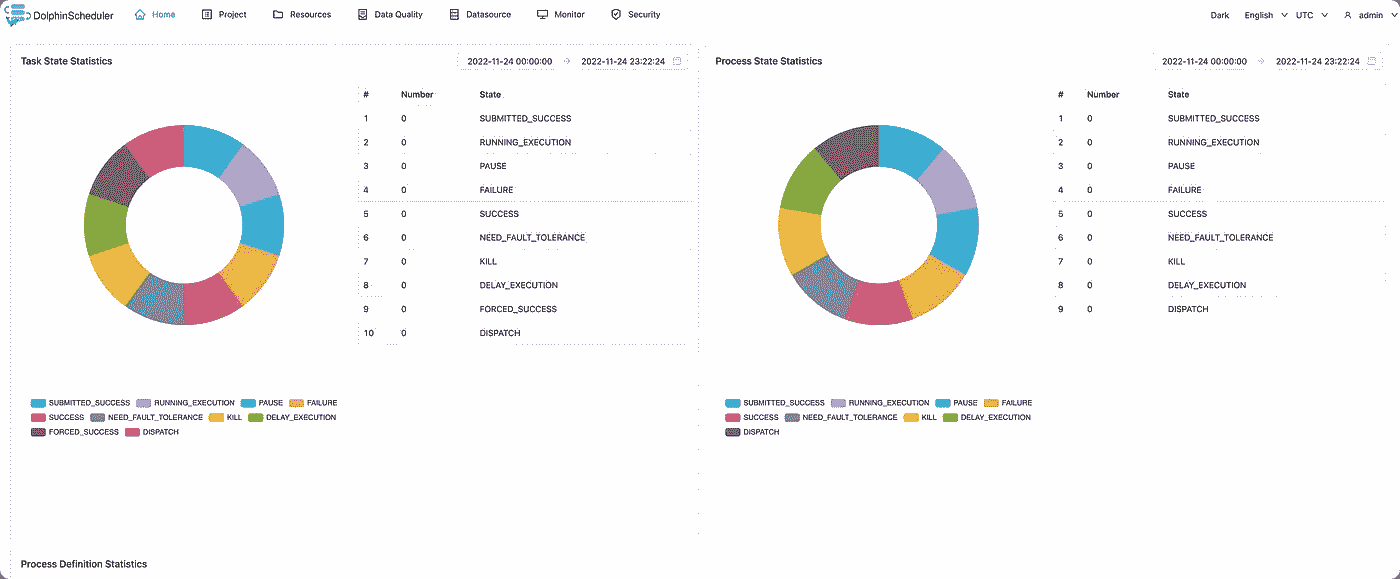 DolphinScheduler Home Project Resources Data Quality Datasource Monitor Security Dark English UTC admin
Task State Statistics 2022-11-24 00:00:00 2022-11-24 23:22:24
# Number State
1 0 SUBMITTED_SUCCESS
2 0 RUNNING_EXECUTION
3 0 PAUSE
4 0 FAILURE
5 0 SUCCESS
6 0 NEED_FAULT_TOLERANCE
7 0 KILL
8 0 DELAY_EXECUTION
9 0 FORCED_SUCCESS
10 0 DISPATCH
SUBMITTED_SUCCESS RUNNING_EXECUTION PAUSE FAILURE
SUCCESS NEED_FAULT_TOLERANCE KILL DELAY_EXECUTION
FORCED_SUCCESS DISPATCH
Process State Statistics 2022-11-24 00:00:00 2022-11-24 23:22:24
# Number State
1 0 SUBMITTED_SUCCESS
2 0 RUNNING_EXECUTION
3 0 PAUSE
4 0 FAILURE
5 0 SUCCESS
6 0 NEED_FAULT_TOLERANCE
7 0 KILL
8 0 DELAY_EXECUTION
9 0 DISPATCH
SUBMITTED_SUCCESS RUNNING_EXECUTION PAUSE FAILURE
SUCCESS NEED_FAULT_TOLERANCE KILL DELAY_EXECUTION
DISPATCH
Process Definition Statistics